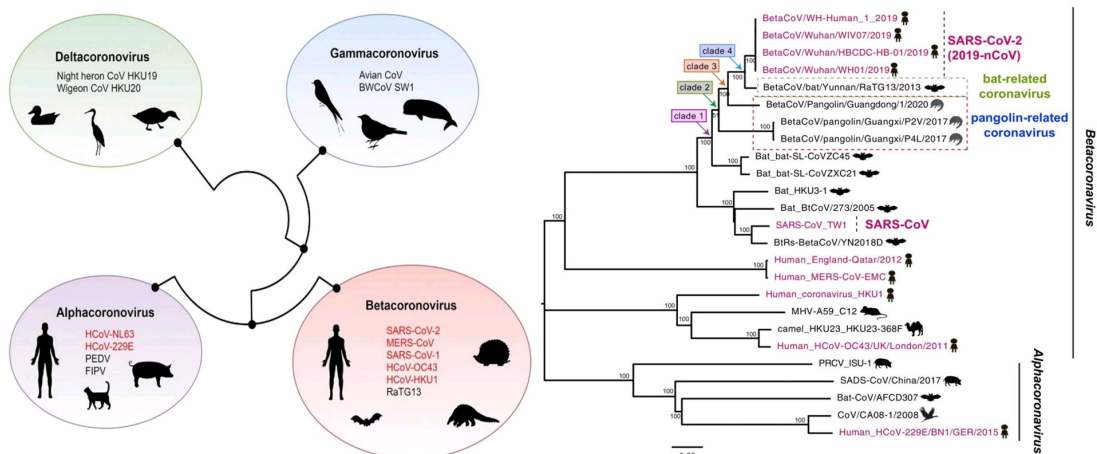 Deltacoronovirus
Night heron CoV HKU19
Wigeon CoV HKU20
Gammacoronovirus
Avian CoV
BWCoV SW1
Alphacoronovirus
HCoV-NL63
HCoV-229E
PEDV
FIPV
Betacoronovirus
SARS-CoV-2
MERS-CoV
SARS-CoV-1
HCoV-OC43
HCoV-HKU1
RaTG13
BetaCoV/WH-Human_1_2019
BetaCoV/Wuhan/WIV07/2019
BetaCoV/Wuhan/HBCDC-HB-01/2019
BetaCoV/Wuhan/WH01/2019
SARS-CoV-2
(2019-nCoV)
BetaCoV/bat/Yunnan/RaTG13/2013
bat-related
coronavirus
BetaCoV/Pangolin/Guangdong/1/2020
BetaCoV/pangolin/Guangxi/P2V/2017
BetaCoV/pangolin/Guangxi/P4L/2017
pangolin-related
coronavirus
clade 4
clade 3
clade 2
clade 1
Bat_bat-SL-CoVZC45
Bat_bat-SL-CoVZXC21
Bat_HKU3-1
Bat_BtCoV/273/2005
SARS-CoV_TW1
SARS-CoV
BtRs-BetaCoV/YN2018D
Human_England-Qatar/2012
Human_MERS-CoV-EMC
Human_coronavirus_HKU1
MHV-A59_C12
camel_HKU23_HKU23-368F
Human_HCoV-OC43/UK/London/2011
PRCV_ISU-1
SADS-CoV/China/2017
Bat-CoV/AFCD307
CoV/CA08-1/2008
Human_HCoV-229E/BN1/GER/2015
100
100
51
100
100
100
100
100
100
100
100
100
100
100
100
100
100
Betacoronavirus
Alphacoronavirus